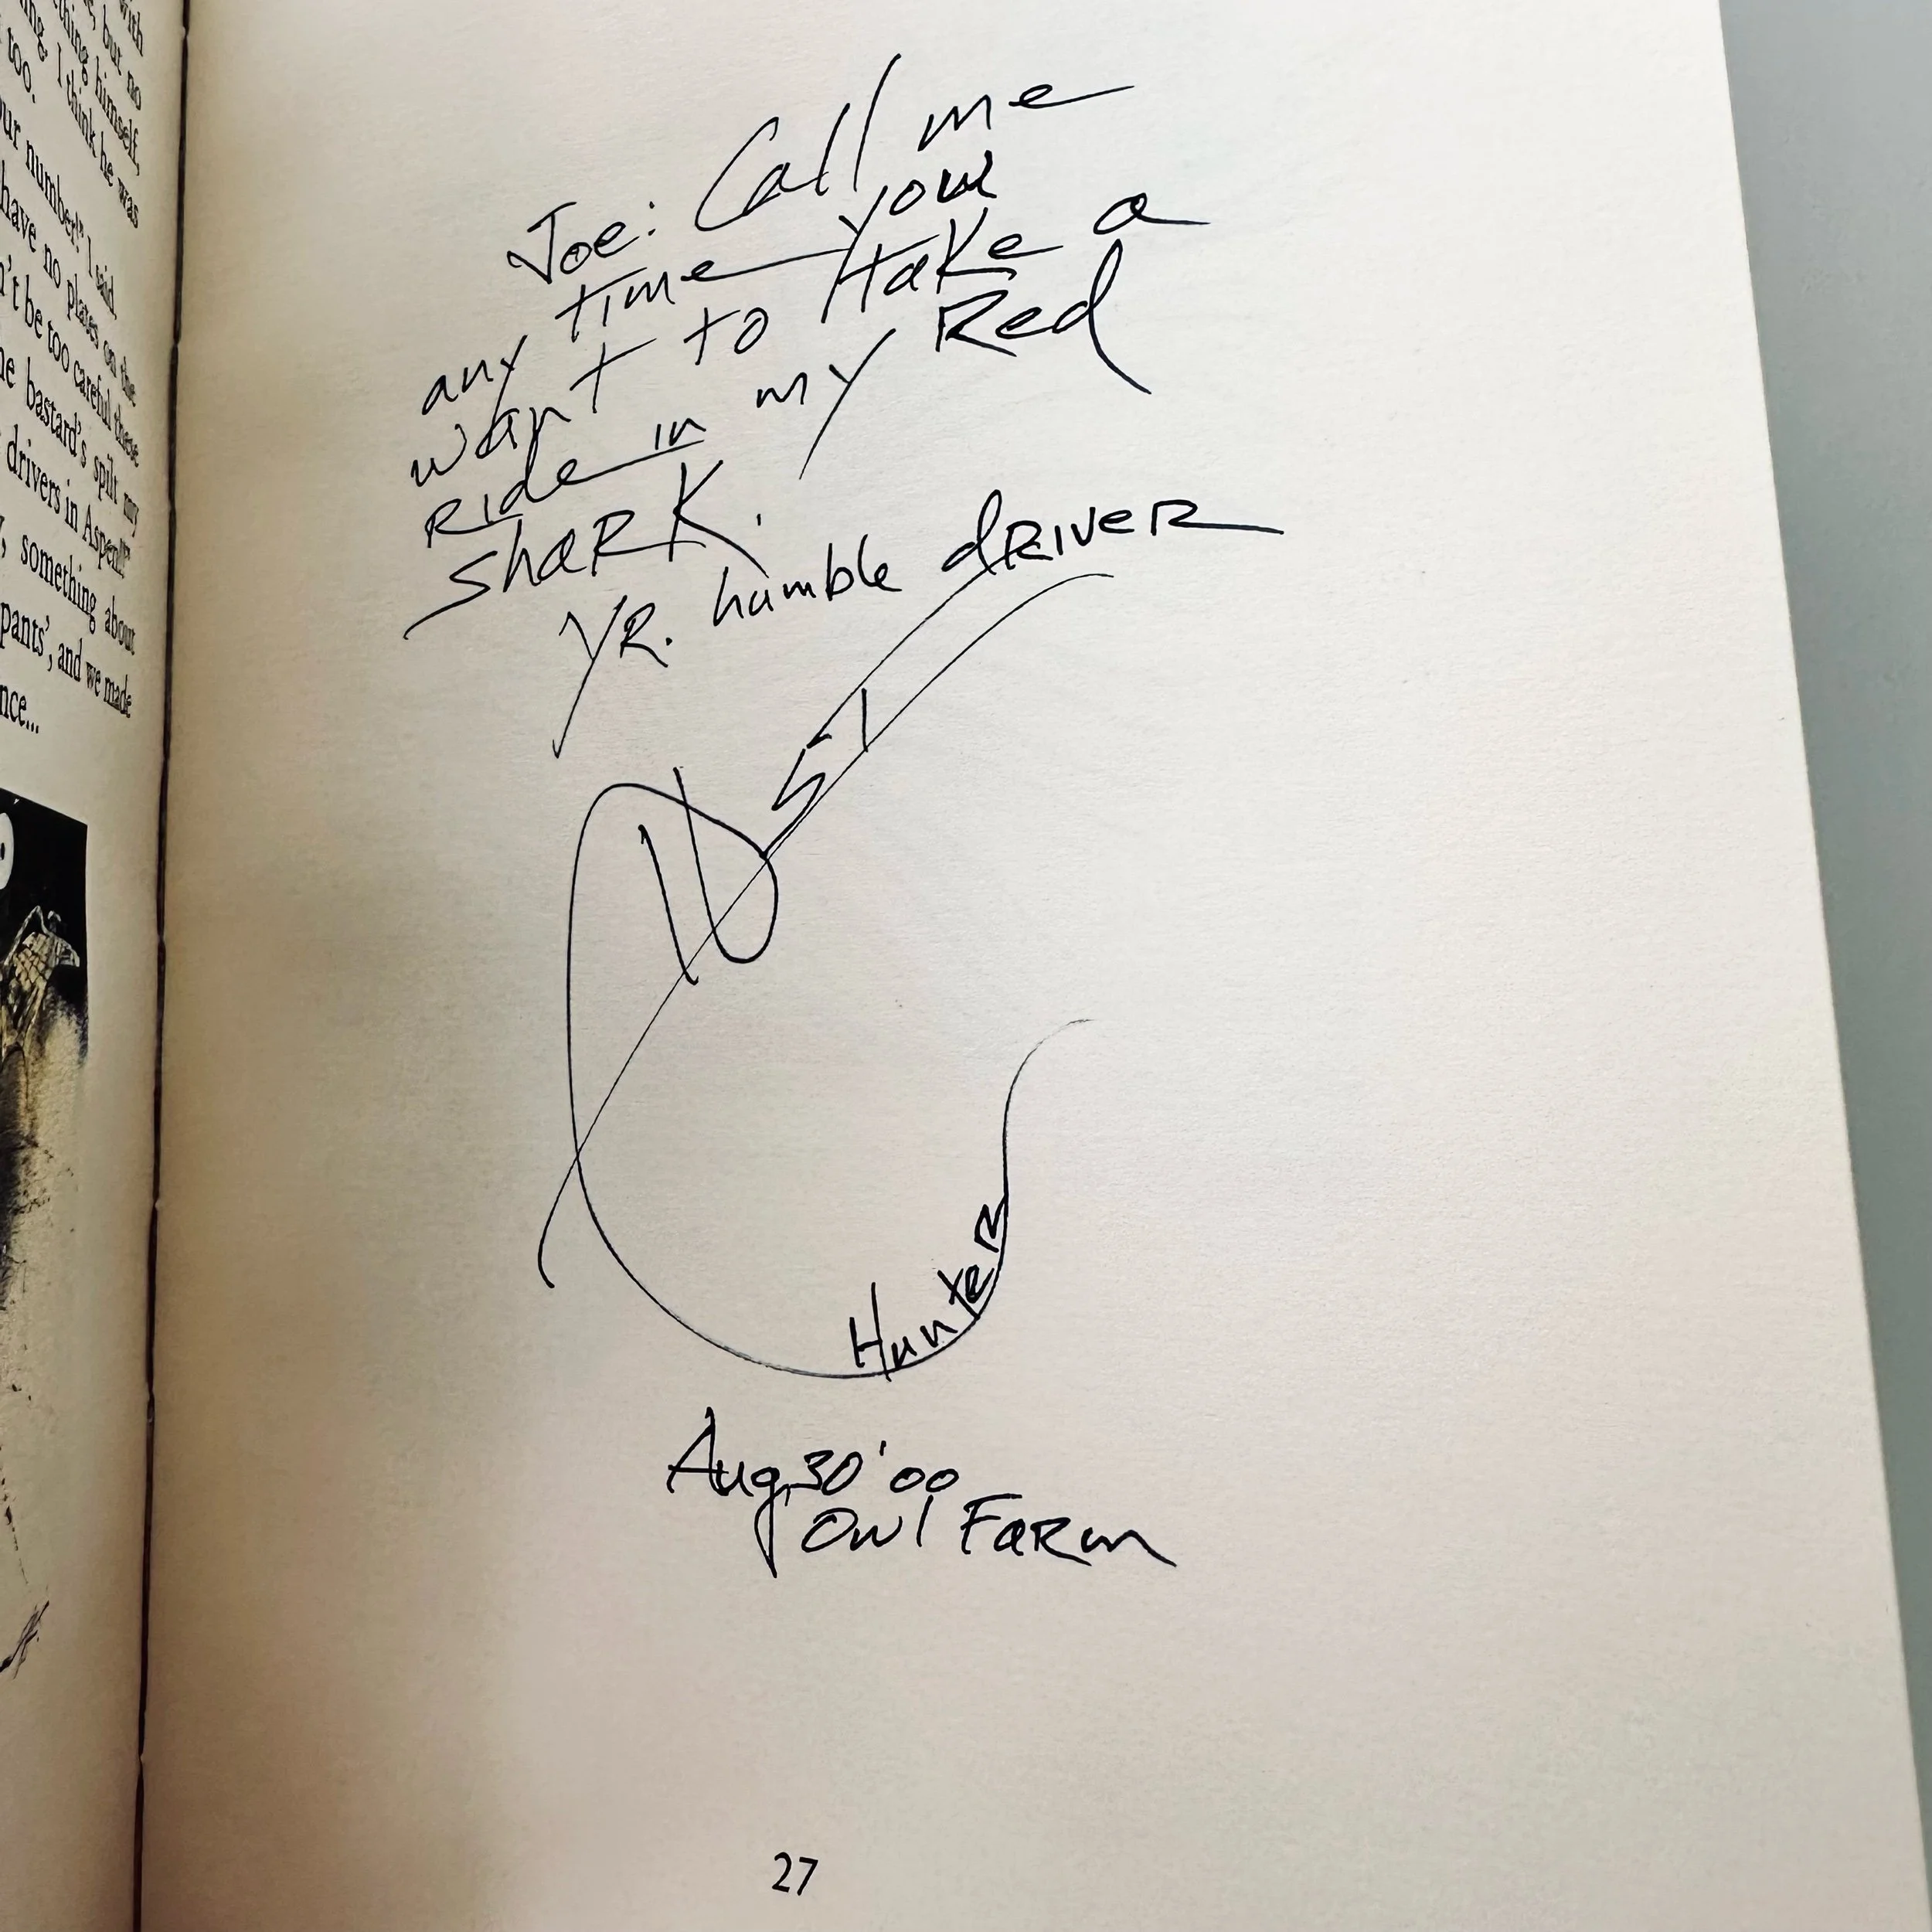 with
, but no
thing himself,
ing. I think he was
too.
ur number!" I said.
have no plates on the
n't be too careful these
he bastard's spilt my
drivers in Aspen!!"
, something about
pants', and we made
nce...
Joe: Call me
any time you
want to take a
Ride in my Red
ShaRK.
YR. humble dRIVeR
HST
HunteR
Aug 30 '00
Owl FaRm
27